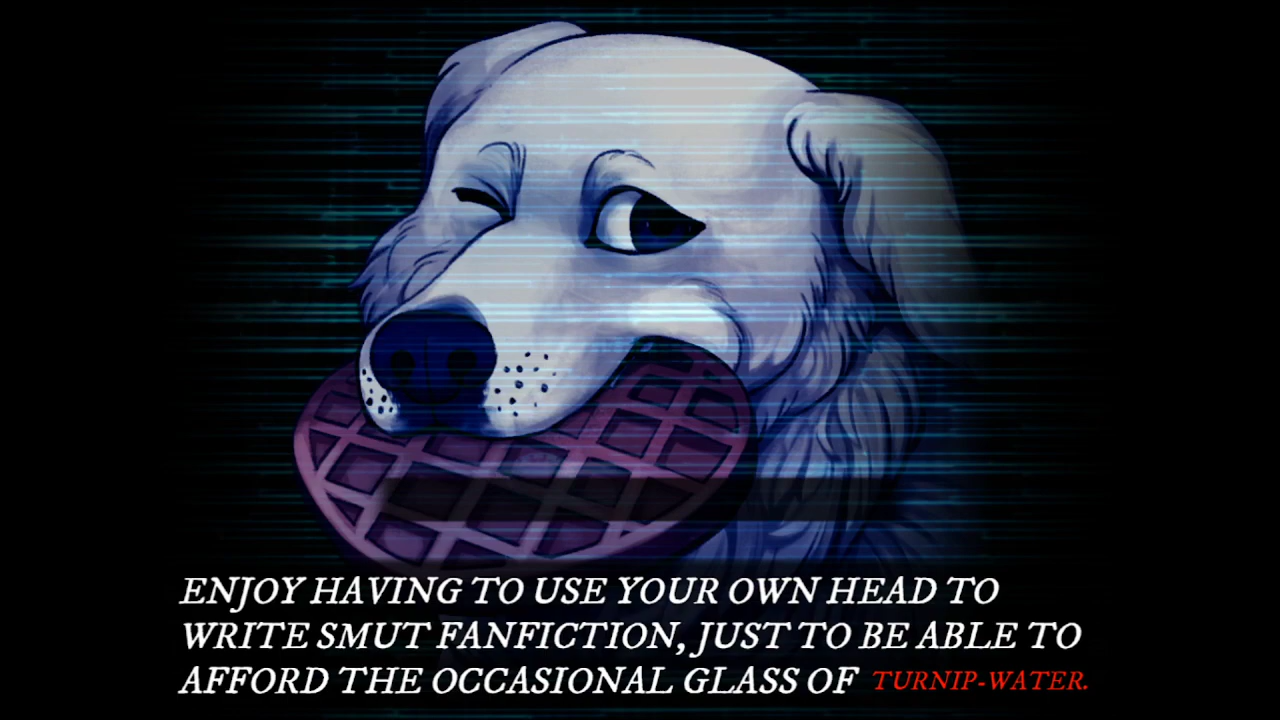 ENJOY HAVING TO USE YOUR OWN HEAD TO
WRITE SMUT FANFICTION, JUST TO BE ABLE TO
AFFORD THE OCCASIONAL GLASS OF TURNIP-WATER.